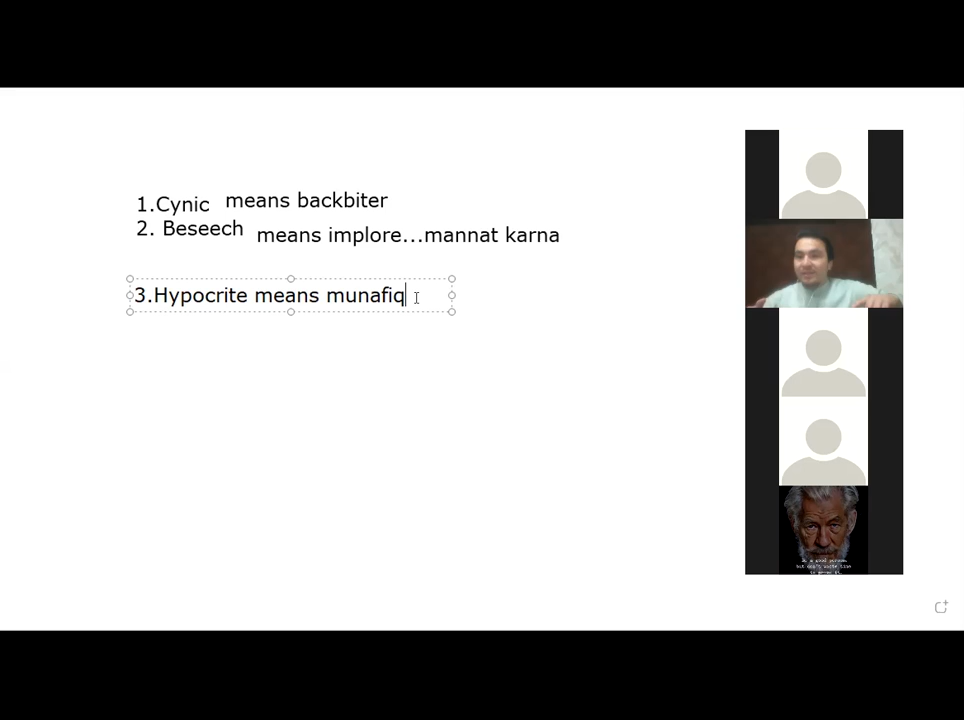 1.Cynic means backbiter
2. Beseech means implore...mannat karna
3.Hypocrite means munafiq